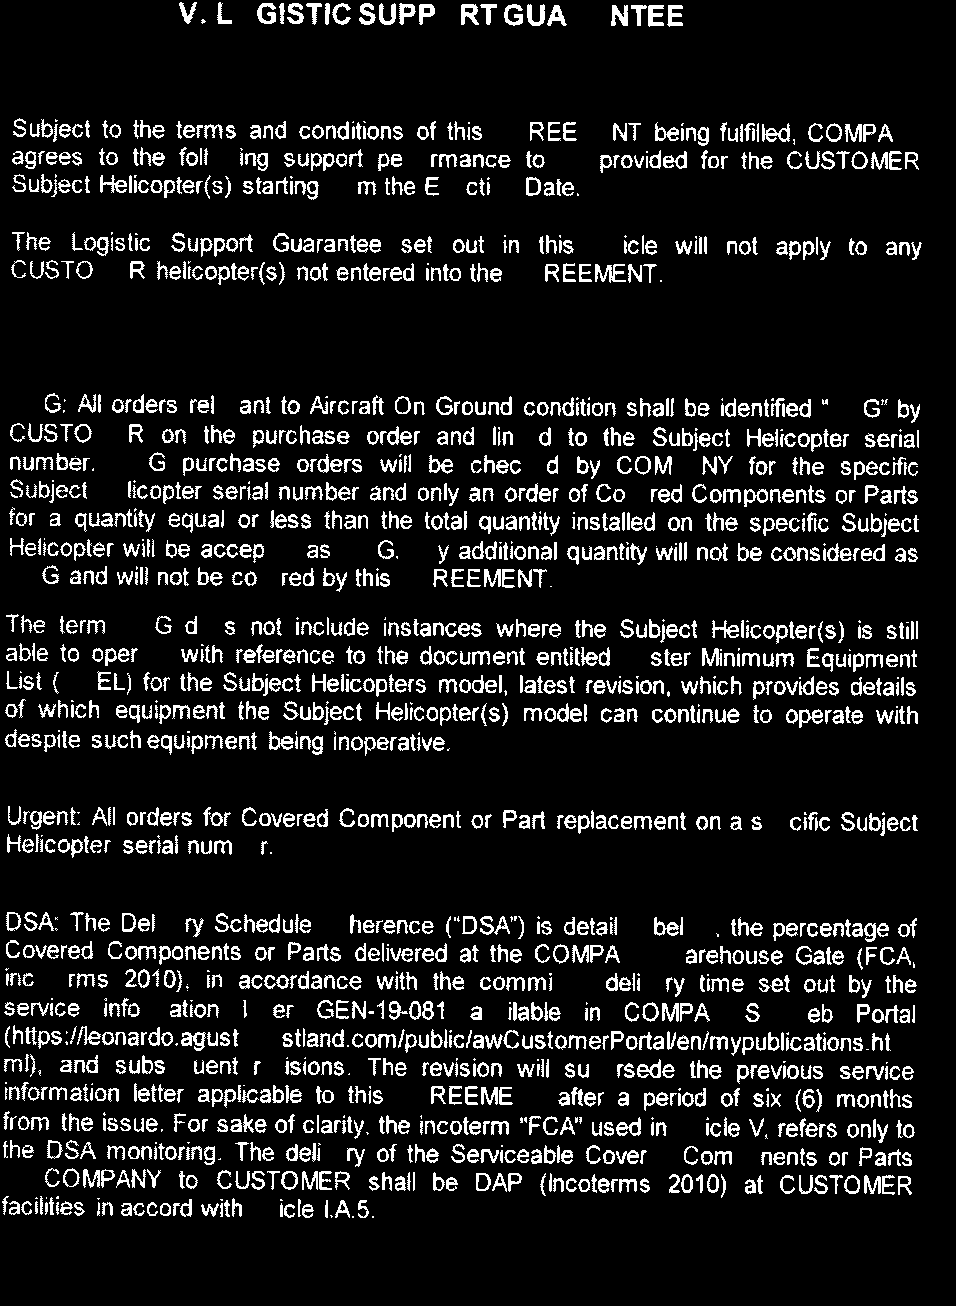 V. L GISTIC SUPP RT GUA NTEE
Subject to the terms and conditions of this REE NT being fulfilled, COMPA
agrees to the foll ing support pe rmance to provided for the CUSTOMER
Subject Helicopter(s) starting m the E cti Date.
The Logistic Support Guarantee set out in this icle will not apply to any
CUSTO R helicopter(s) not entered into the REEMENT.
G: All orders rel ant to Aircraft On Ground condition shall be identified " G" by
CUSTO R on the purchase order and lin d to the Subject Helicopter serial
number. G purchase orders will be chec d by COM NY for the specific
Subject licopter serial number and only an order of Co red Components or Parts
for a quantity equal or less than the total quantity installed on the specific Subject
Helicopter will be accep as G. y additional quantity will not be considered as
G and will not be co red by this REEMENT.
The term G d s not include instances where the Subject Helicopter(s) is still
able to oper with reference to the document entitled ster Minimum Equipment
List ( EL) for the Subject Helicopters model, latest revision, which provides details
of which equipment the Subject Helicopter(s) model can continue to operate with
despite such equipment being inoperative.
Urgent: All orders for Covered Component or Part replacement on a s cific Subject
Helicopter serial num r.
DSA: The Del ry Schedule herence ("DSA") is detail bel , the percentage of
Covered Components or Parts delivered at the COMPA arehouse Gate (FCA,
inc rms 2010), in accordance with the commi deli ry time set out by the
service info ation l er GEN-19-081 a ilable in COMPA S eb Portal
(https://leonardo.agust stland.com/public/awCustomerPortal/en/mypublications.ht
ml), and subs uent r isions. The revision will su rsede the previous service
information letter applicable to this REEME after a period of six (6) months
from the issue. For sake of clarity, the incoterm "FCA" used in icle V, refers only to
the DSA monitoring. The deli ry of the Serviceable Cover Com nents or Parts
COMPANY to CUSTOMER shall be DAP (Incoterms 2010) at CUSTOMER
facilities in accord with icle I.A.5.